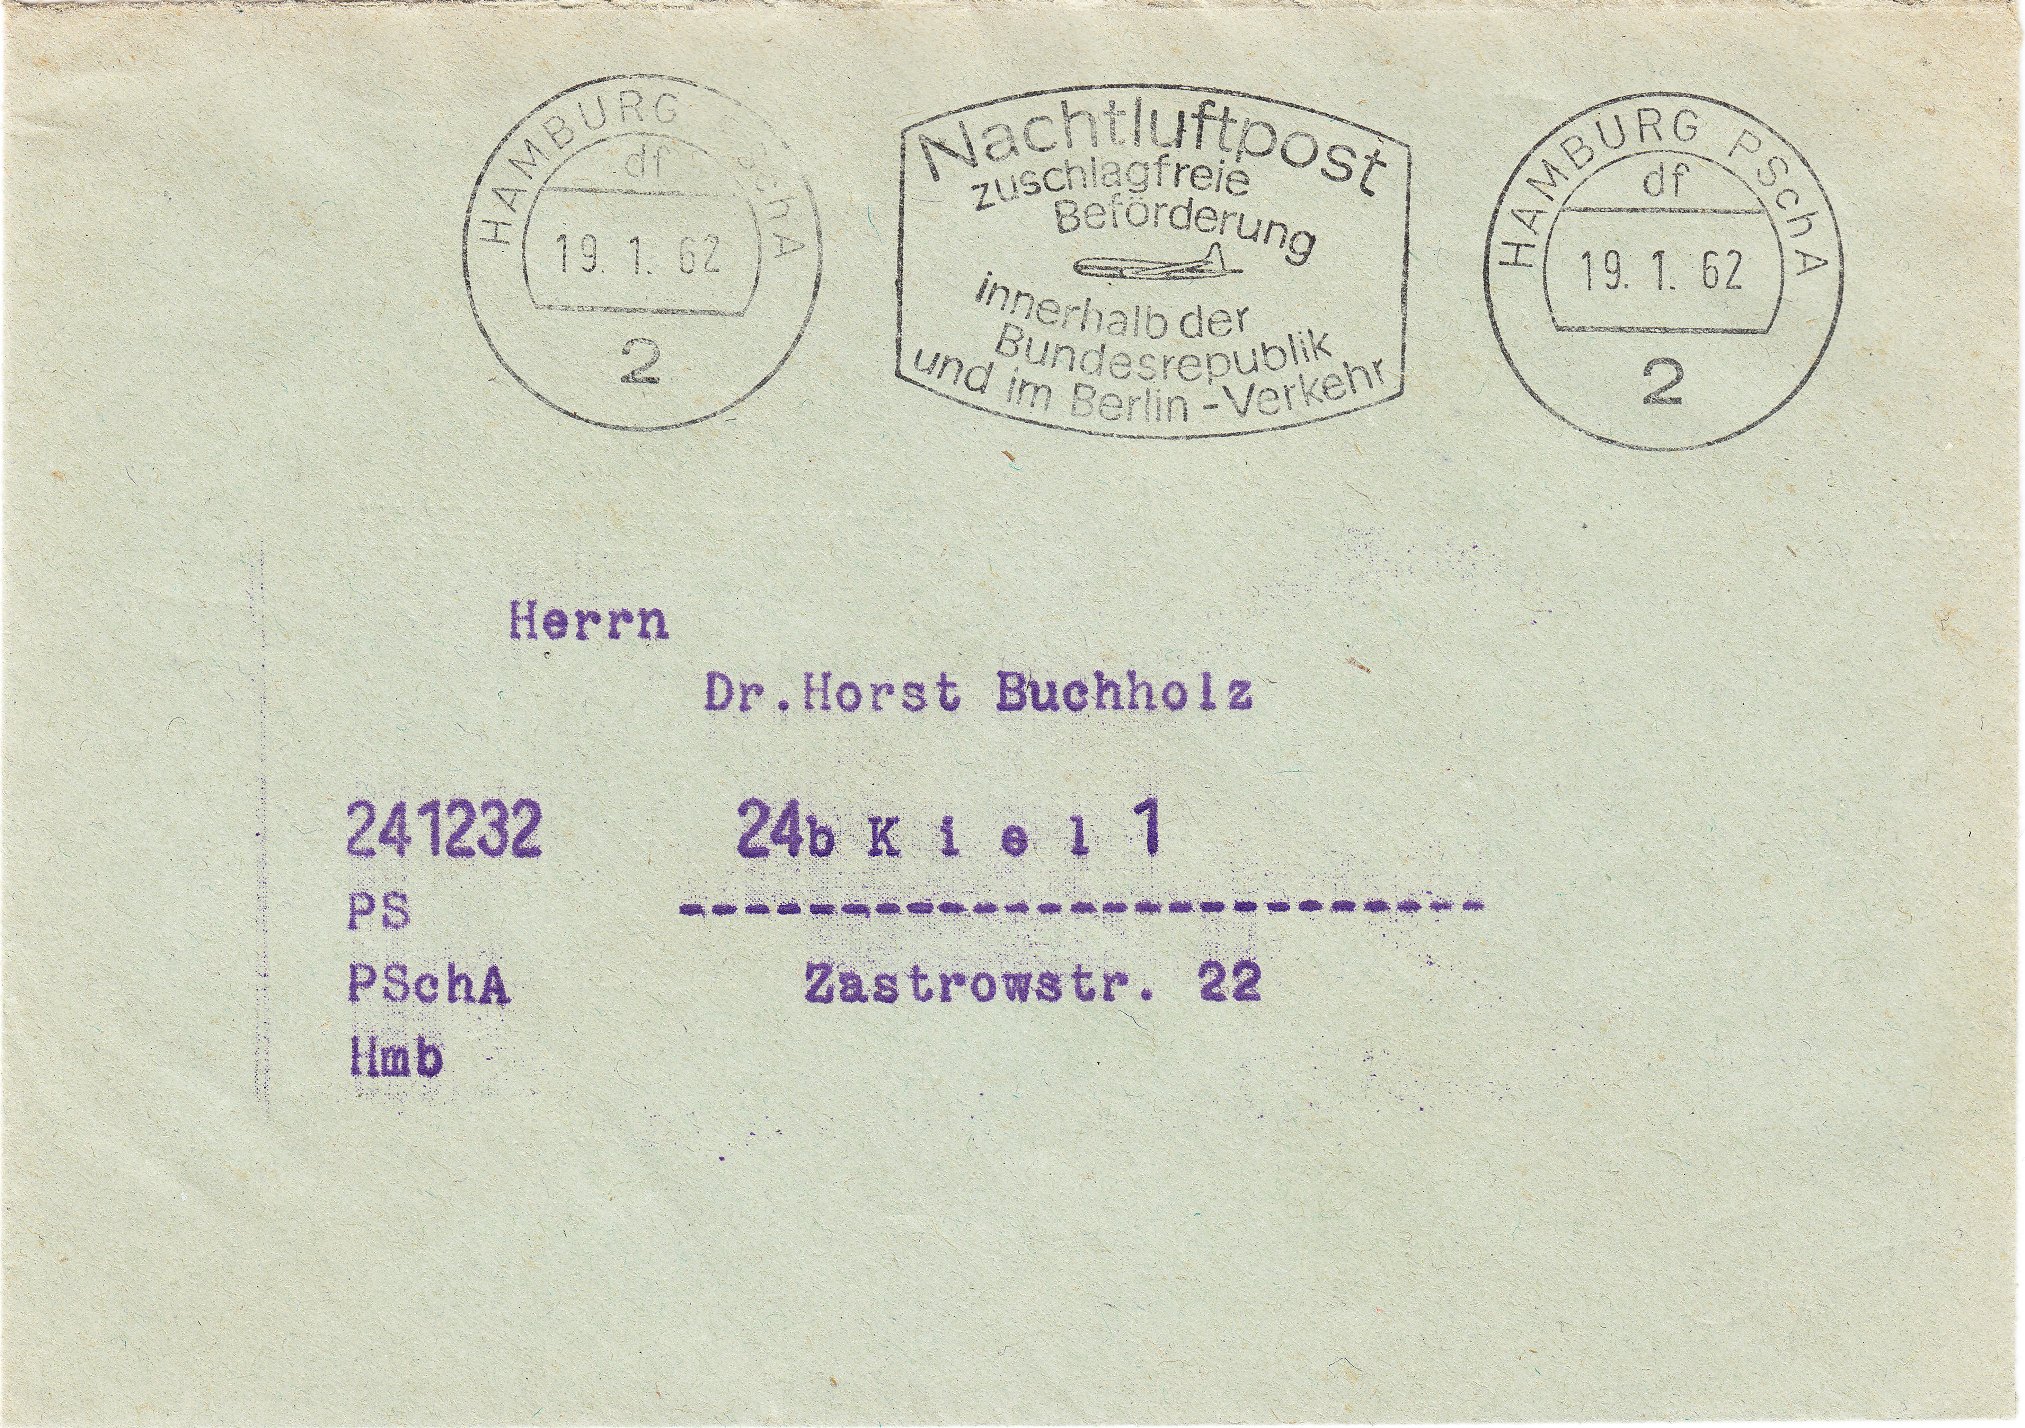 HAMBURG PSchA
df
19. 1. 62
2
Nachtluftpost
zuschlagfreie
Beförderung
innerhalb der
Bundesrepublik
und im Berlin-Verkehr
HAMBURG PSchA
df
19. 1. 62
2
Herrn
Dr. Horst Buchholz
241232 24b K i e l 1
PS
PSchA Zastrowstr. 22
Hmb